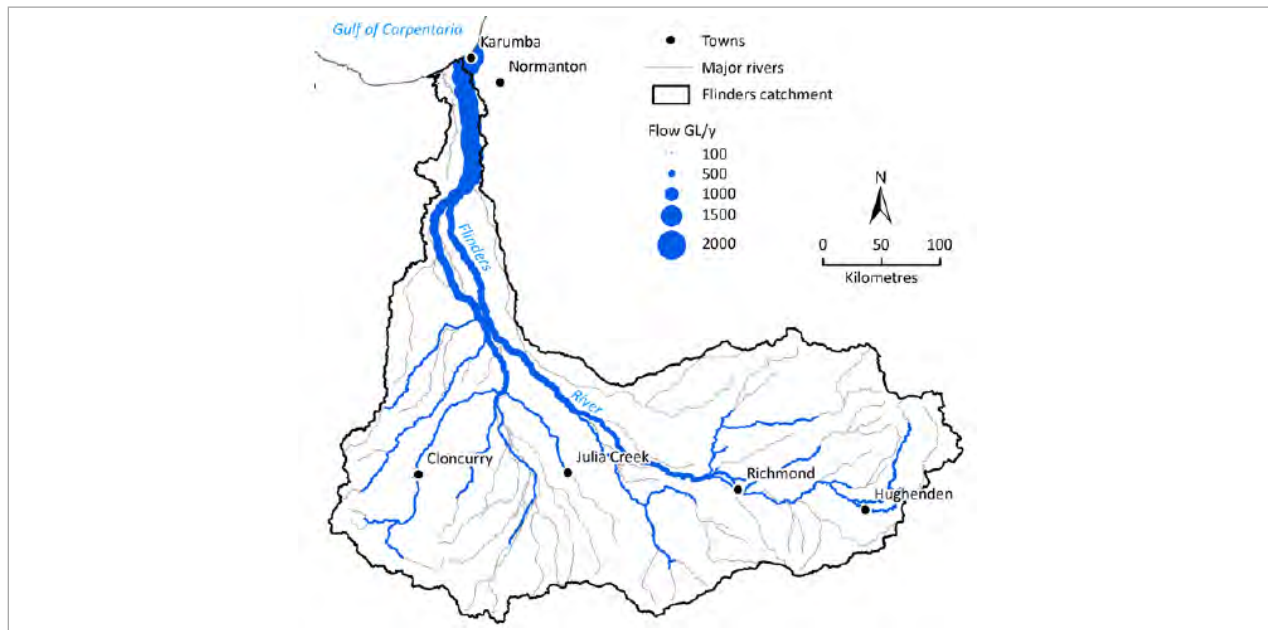 Gulf of Carpentaria
Karumba
Normanton
Towns
Major rivers
Flinders catchment
Flow GL/y
100
500
1000
1500
2000
N
0 50 100
Kilometres
Flinders
River
Cloncurry
Julia Creek
Richmond
Hughenden